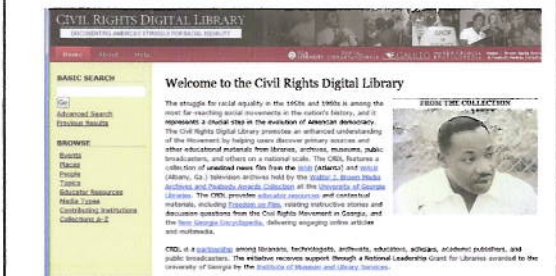 CIVIL RIGHTS DIGITAL LIBRARY
DOCUMENTING AMERICA'S STRUGGLE FOR RACIAL EQUALITY
Home About Help
BASIC SEARCH
Go
Advanced Search
Previous Results
BROWSE
Events
Places
People
Topics
Educator Resources
Media Types
Contributing Institutions
Collections A-Z
Welcome to the Civil Rights Digital Library
The struggle for racial equality in the 1950s and 1960s is among the
most far-reaching social movements in the nation's history, and it
represents a crucial step in the evolution of American democracy.
The Civil Rights Digital Library promotes an enhanced understanding
of the Movement by helping users discover primary sources and
other educational materials from libraries, archives, museums, public
broadcasters, and others on a national scale. The CRDL features a
collection of unedited news film from the WSB (Atlanta) and WALB
(Albany, Ga.) television archives held by the Walter J. Brown Media
Archives and Peabody Awards Collection at the University of Georgia
Libraries. The CRDL provides educator resources and contextual
materials, including Freedom on Film, relating instructive stories and
discussion questions from the Civil Rights Movement in Georgia, and
the New Georgia Encyclopedia, delivering engaging online articles
and multimedia.
FROM THE COLLECTION
CRDL is a partnership among librarians, technologists, archivists, educators, scholars, academic publishers, and
public broadcasters. The initiative receives support through a National Leadership Grant for Libraries awarded to the
University of Georgia by the Institute of Museum and Library Services.